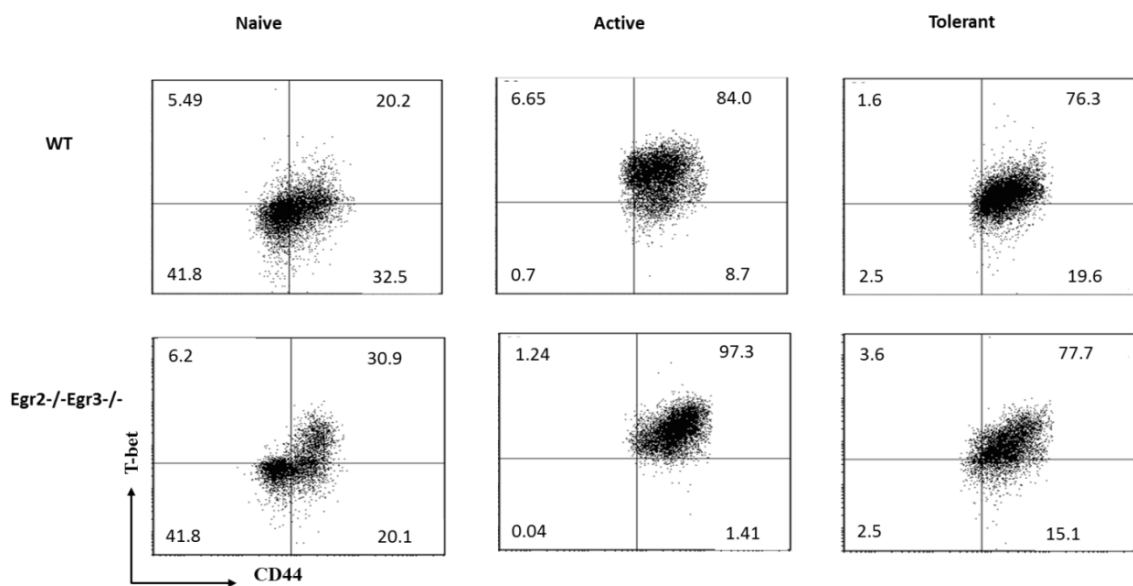 Naive Active Tolerant
WT
5.49 20.2
41.8 32.5
6.65 84.0
0.7 8.7
1.6 76.3
2.5 19.6
Egr2-/-Egr3-/-
6.2 30.9
41.8 20.1
1.24 97.3
0.04 1.41
3.6 77.7
2.5 15.1
T-bet
CD44